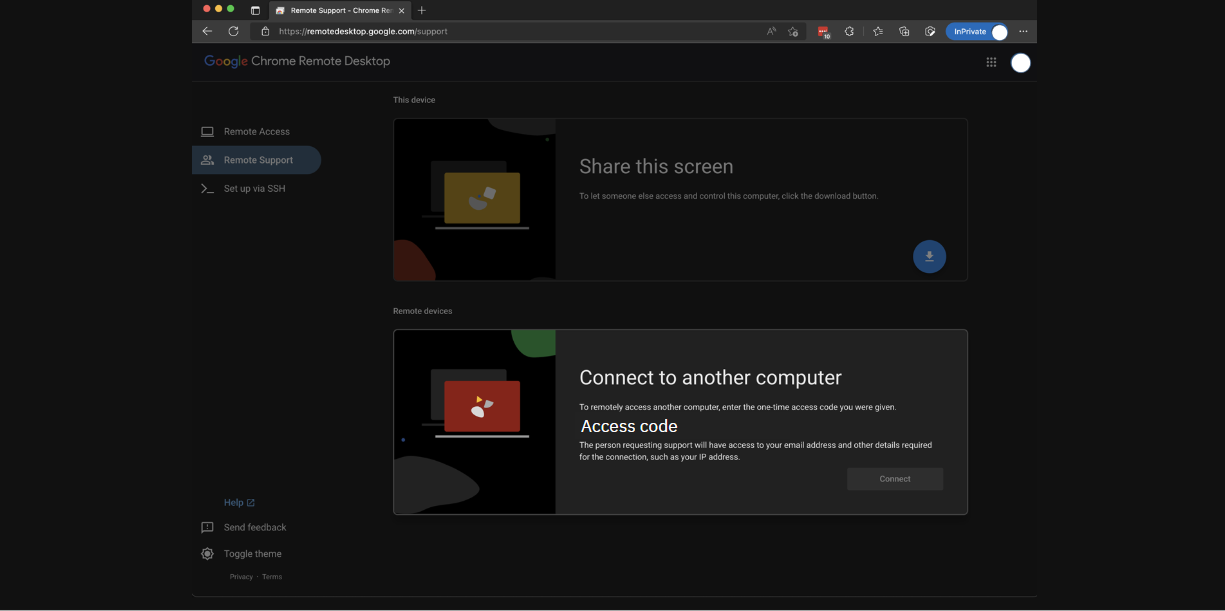 Remote Support - Chrome Re
https://remotedesktop.google.com/support
10
InPrivate
Google Chrome Remote Desktop
This device
Remote Access
Remote Support
Set up via SSH
Share this screen
To let someone else access and control this computer, click the download button.
Remote devices
Connect to another computer
To remotely access another computer, enter the one-time access code you were given.
Access code
The person requesting support will have access to your email address and other details required
for the connection, such as your IP address.
Connect
Help
Send feedback
Toggle theme
Privacy · Terms